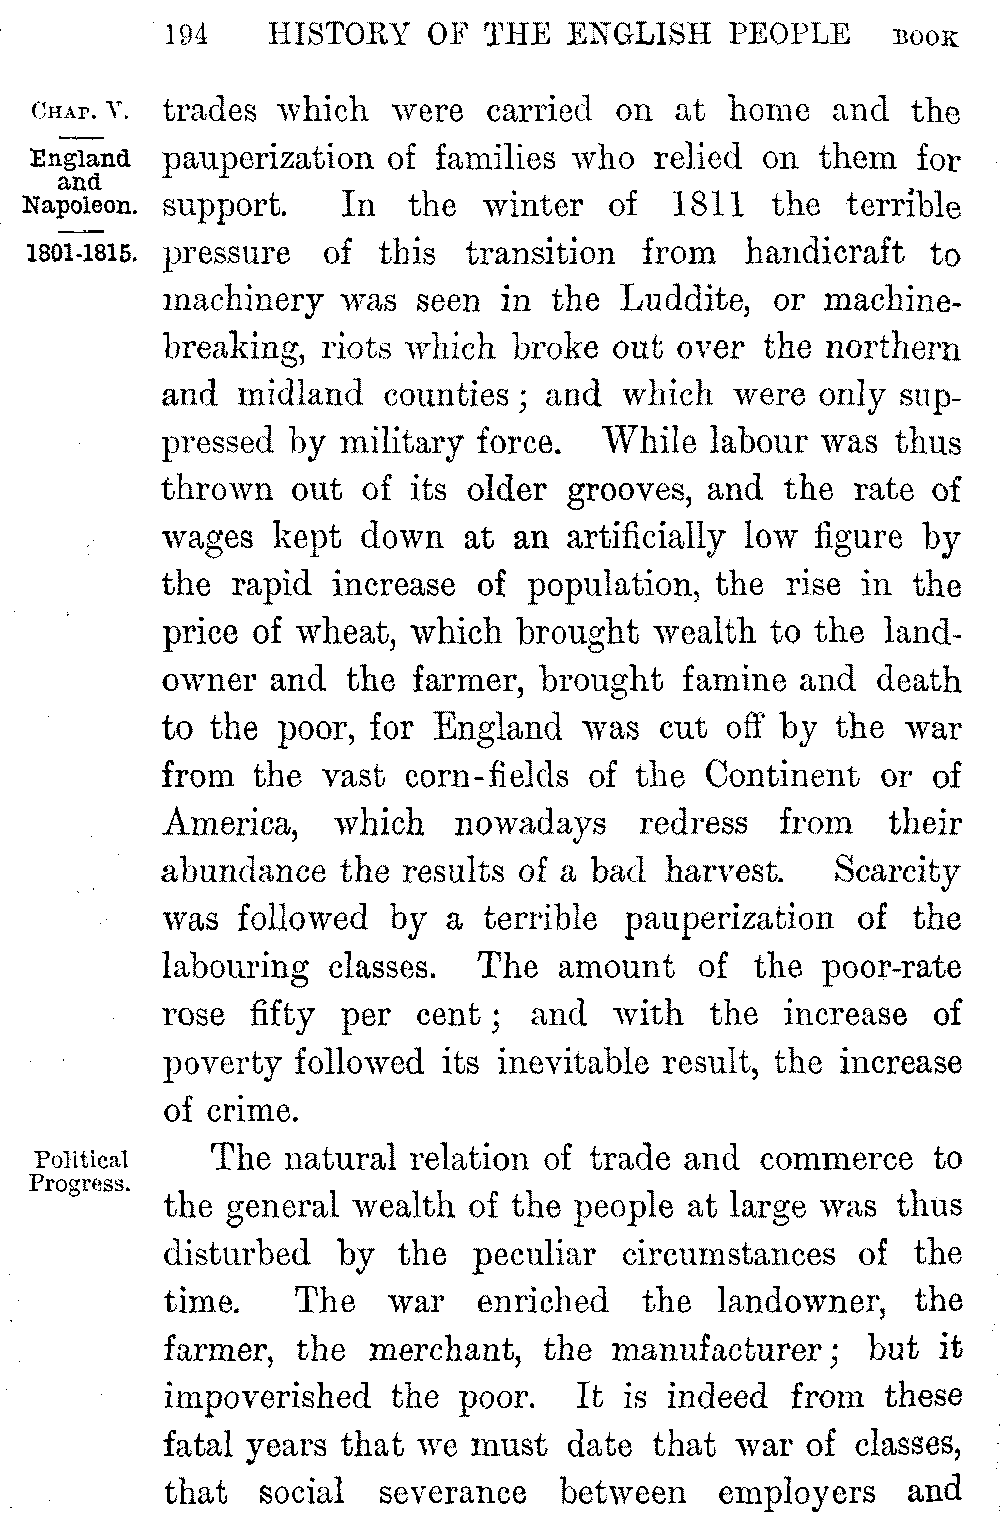 194 HISTORY OF THE ENGLISH PEOPLE BOOK
CHAP. V.
England
and
Napoleon.
1801-1815.
trades which were carried on at home and the
pauperization of families who relied on them for
support. In the winter of 1811 the terrible
pressure of this transition from handicraft to
machinery was seen in the Luddite, or machine-
breaking, riots which broke out over the northern
and midland counties; and which were only sup-
pressed by military force. While labour was thus
thrown out of its older grooves, and the rate of
wages kept down at an artificially low figure by
the rapid increase of population, the rise in the
price of wheat, which brought wealth to the land-
owner and the farmer, brought famine and death
to the poor, for England was cut off by the war
from the vast corn-fields of the Continent or of
America, which nowadays redress from their
abundance the results of a bad harvest. Scarcity
was followed by a terrible pauperization of the
labouring classes. The amount of the poor-rate
rose fifty per cent; and with the increase of
poverty followed its inevitable result, the increase
of crime.
Political
Progress.
The natural relation of trade and commerce to
the general wealth of the people at large was thus
disturbed by the peculiar circumstances of the
time. The war enriched the landowner, the
farmer, the merchant, the manufacturer; but it
impoverished the poor. It is indeed from these
fatal years that we must date that war of classes,
that social severance between employers and